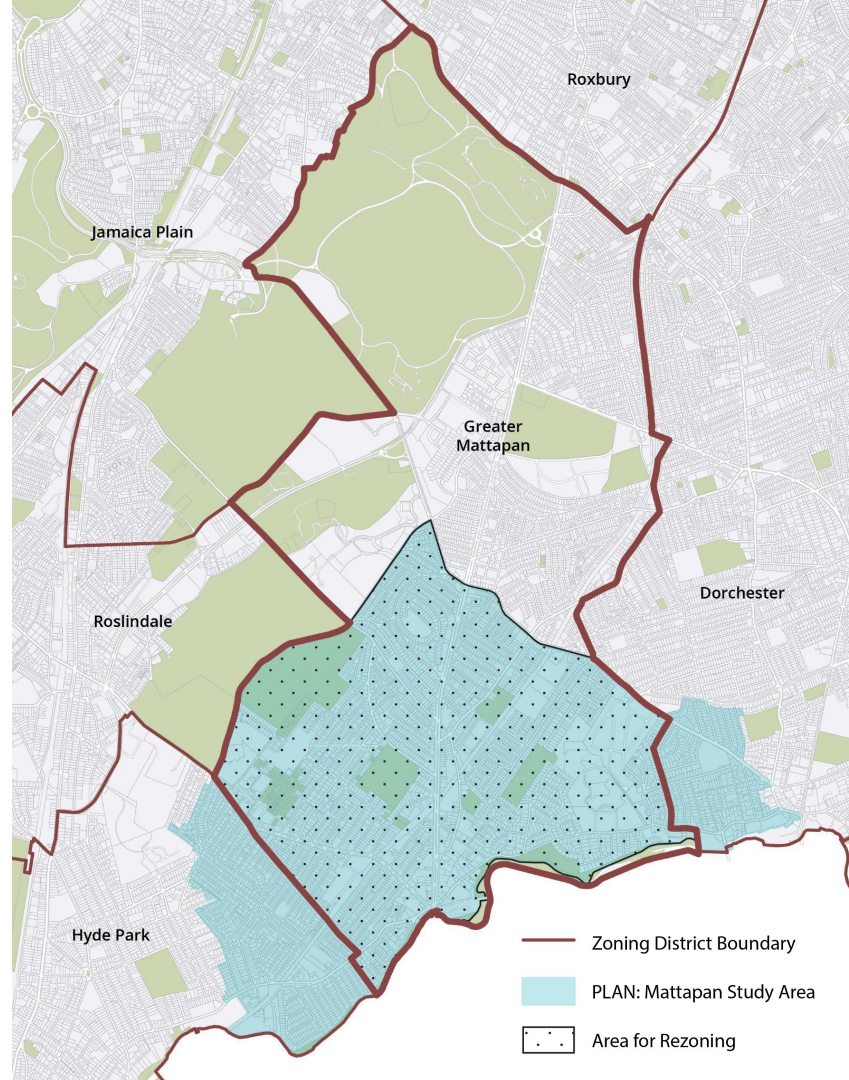 Roxbury
Jamaica Plain
Greater
Mattapan
Dorchester
Roslindale
Hyde Park
Zoning District Boundary
PLAN: Mattapan Study Area
Area for Rezoning